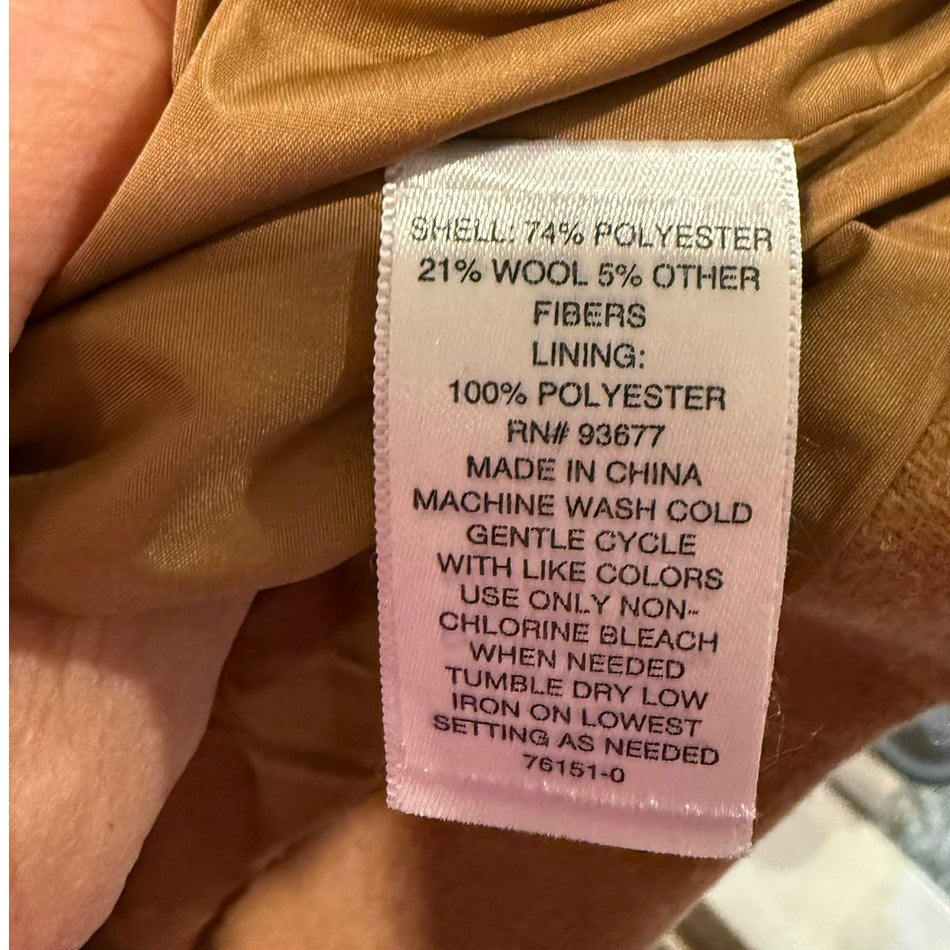 SHELL: 74% POLYESTER
21% WOOL 5% OTHER
FIBERS
LINING:
100% POLYESTER
RN# 93677
MADE IN CHINA
MACHINE WASH COLD
GENTLE CYCLE
WITH LIKE COLORS
USE ONLY NON-
CHLORINE BLEACH
WHEN NEEDED
TUMBLE DRY LOW
IRON ON LOWEST
SETTING AS NEEDED
76151-0